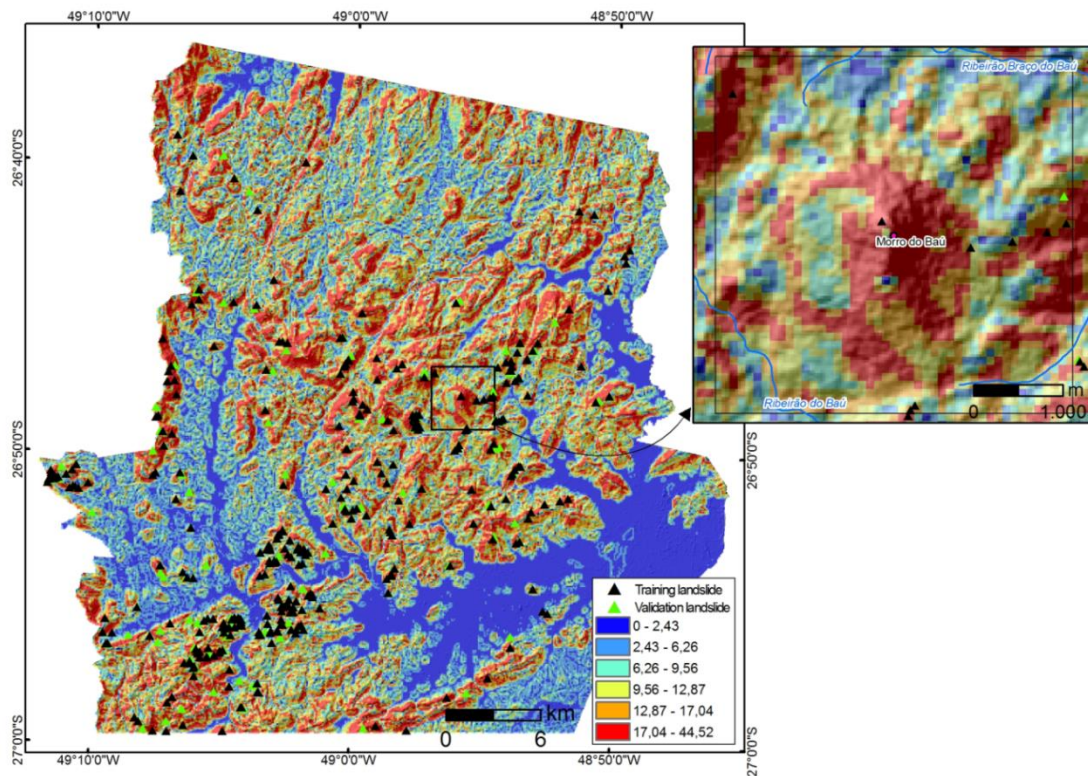 49°10'0"W
49°0'0"W
48°50'0"W
26°40'0"S
26°50'0"S
27°0'0"S
26°50'0"S
27°0'0"S
49°10'0"W
49°0'0"W
48°50'0"W
Ribeirão Braço do Baú
Morro do Baú
Ribeirão do Baú
m
0 1.000
km
0 6
Training landslide
Validation landslide
0 - 2,43
2,43 - 6,26
6,26 - 9,56
9,56 - 12,87
12,87 - 17,04
17,04 - 44,52